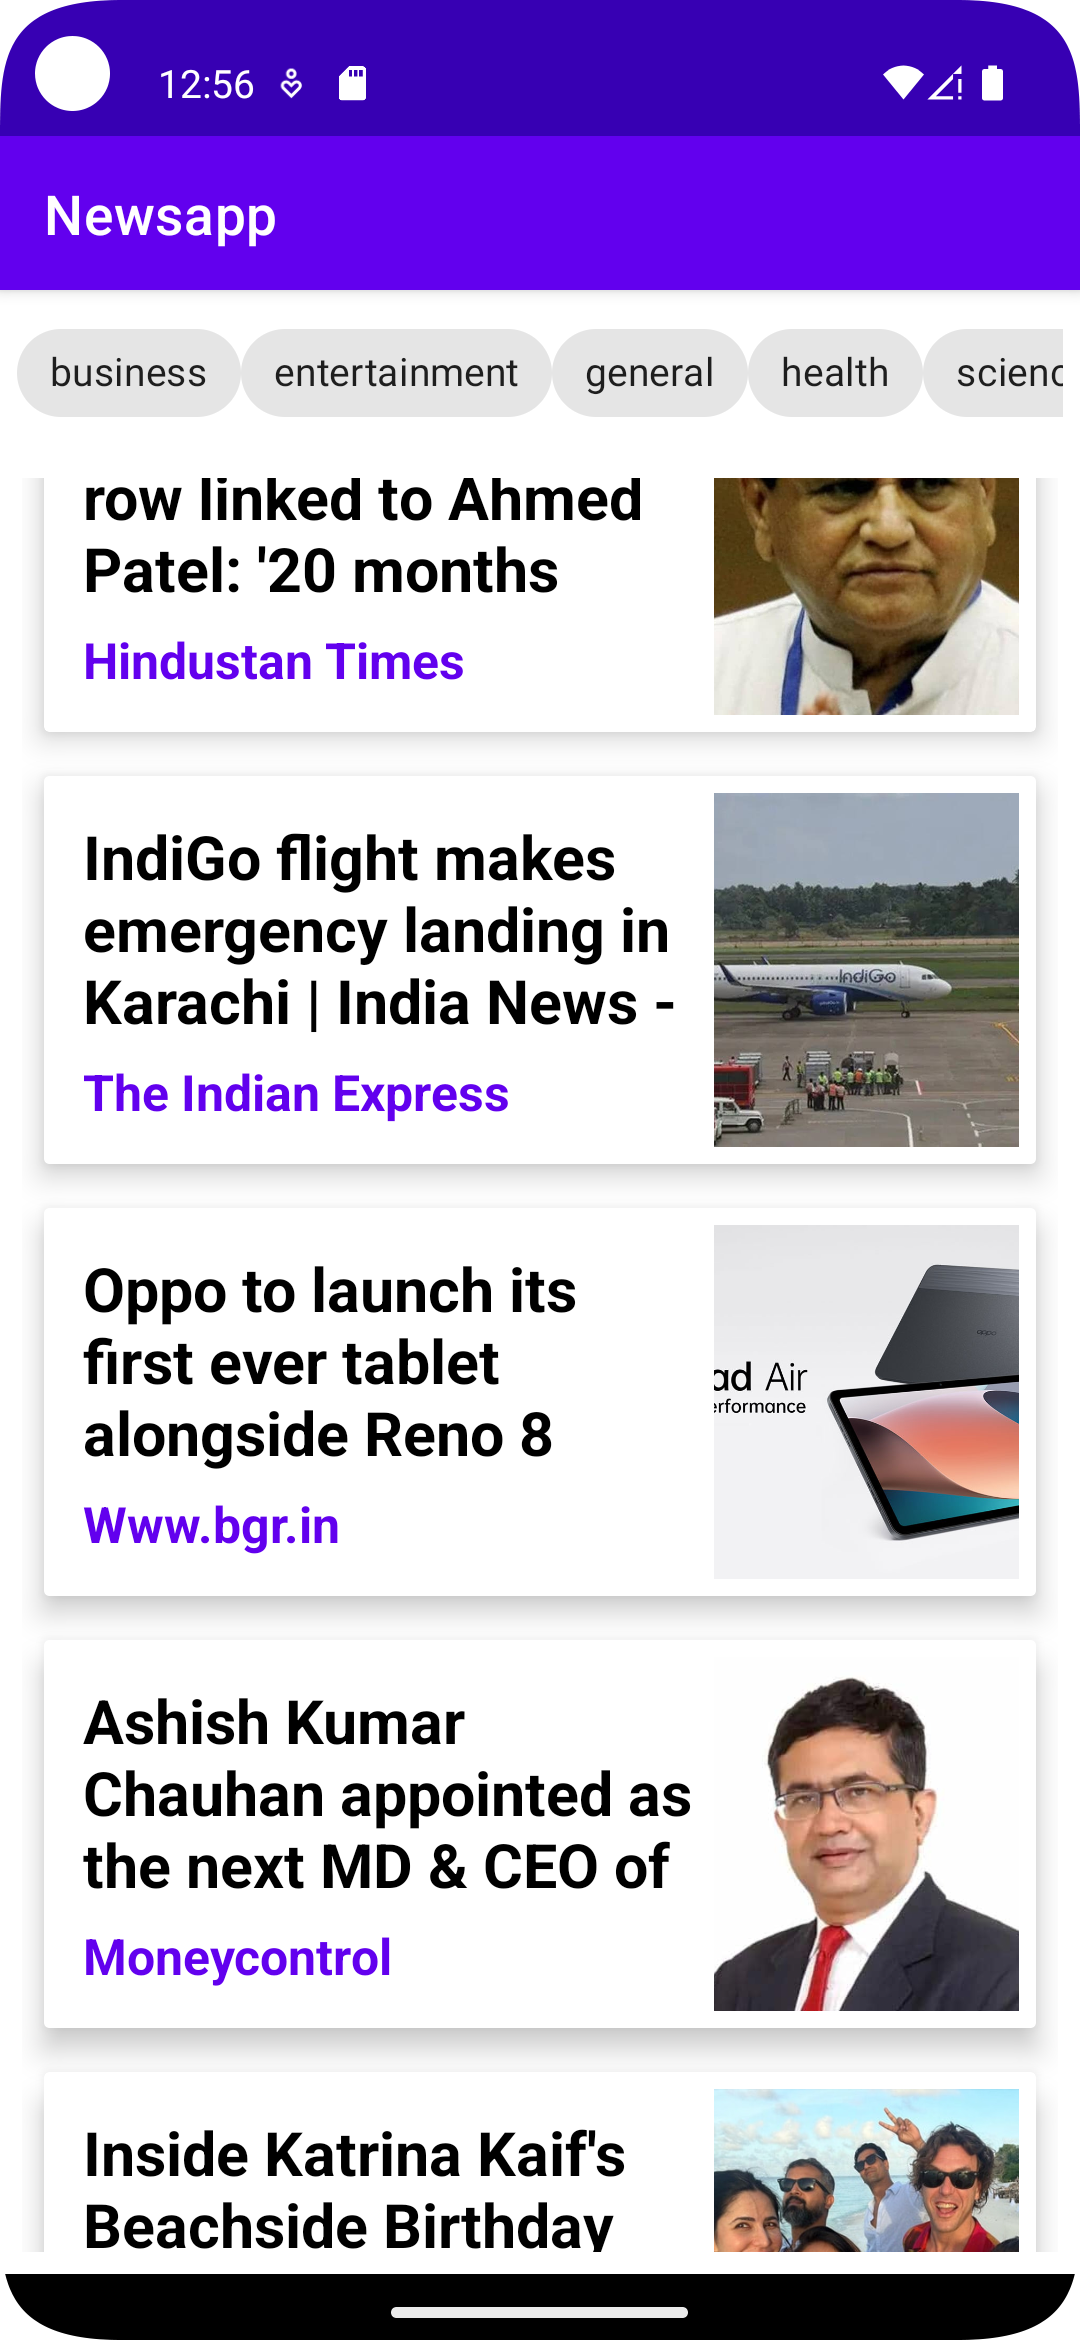 12:56
Newsapp
business
entertainment
general
health
scienc
row linked to Ahmed
Patel: '20 months
Hindustan Times
IndiGo flight makes
emergency landing in
Karachi | India News -
The Indian Express
IndiGo
Oppo to launch its
first ever tablet
alongside Reno 8
Www.bgr.in
oppo
ad Air
erformance
Ashish Kumar
Chauhan appointed as
the next MD & CEO of
Moneycontrol
Inside Katrina Kaif's
Beachside Birthday